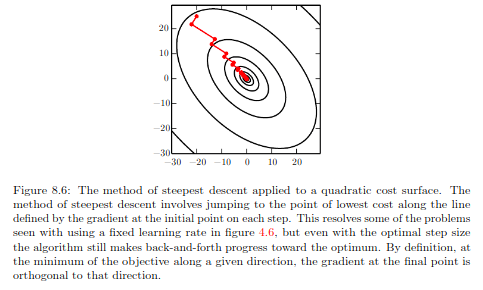 20
10
0
−10
−20
−30
−30 −20 −10 0 10 20
Figure 8.6: The method of steepest descent applied to a quadratic cost surface. The
method of steepest descent involves jumping to the point of lowest cost along the line
defined by the gradient at the initial point on each step. This resolves some of the problems
seen with using a fixed learning rate in figure 4.6, but even with the optimal step size
the algorithm still makes back-and-forth progress toward the optimum. By definition, at
the minimum of the objective along a given direction, the gradient at the final point is
orthogonal to that direction.